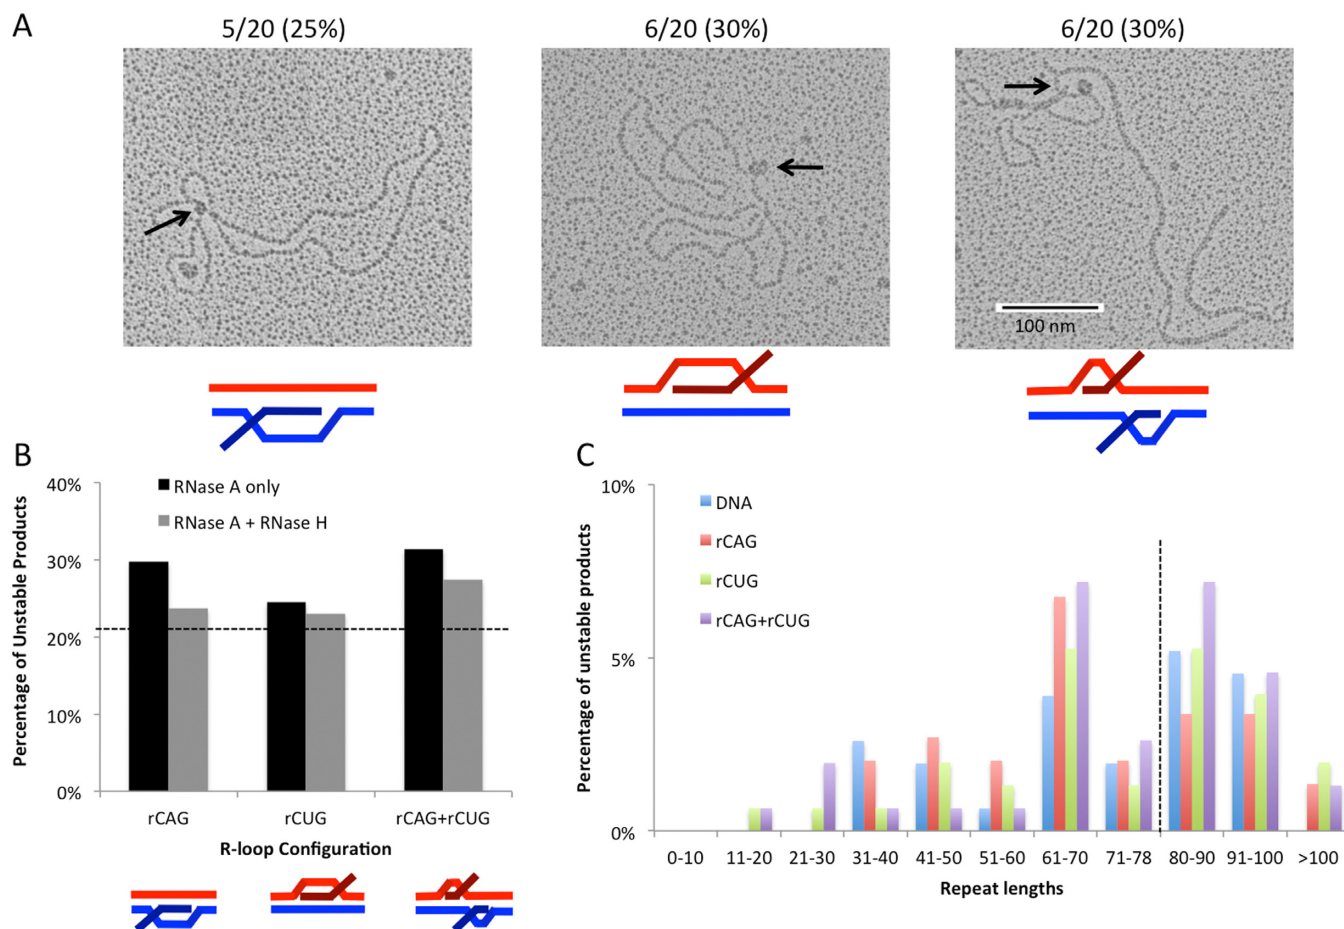 A
5/20 (25%)
6/20 (30%)
6/20 (30%)
100 nm
B
Percentage of Unstable Products
40%
30%
20%
10%
0%
RNase A only
RNase A + RNase H
rCAG
rCUG
rCAG+rCUG
R-loop Configuration
C
Percentage of unstable products
10%
5%
0%
DNA
rCAG
rCUG
rCAG+rCUG
0-10
11-20
21-30
31-40
41-50
51-60
61-70
71-78
80-90
91-100
>100
Repeat lengths